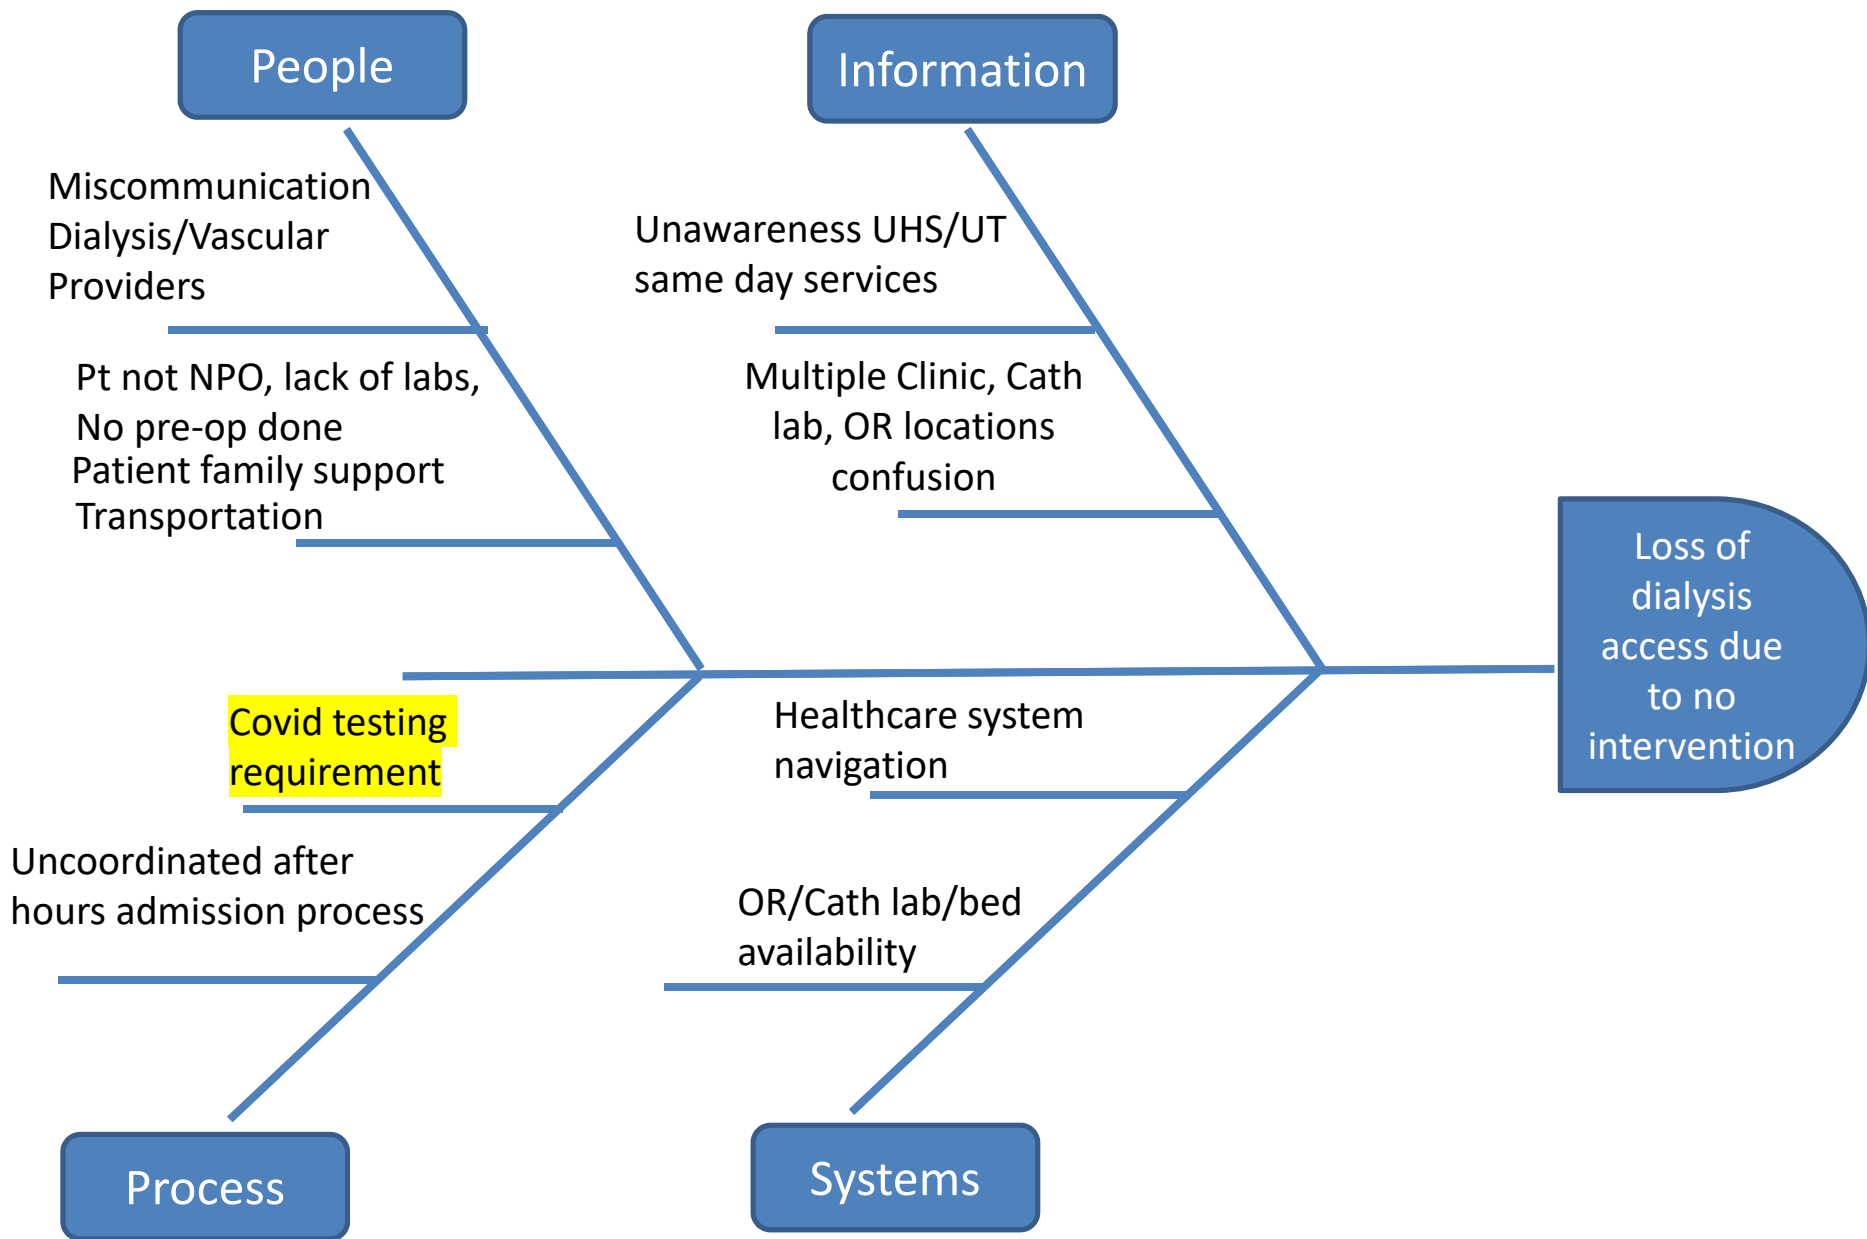 People
Information
Miscommunication
Dialysis/Vascular
Providers
Unawareness UHS/UT
same day services
Pt not NPO, lack of labs,
No pre-op done
Patient family support
Transportation
Multiple Clinic, Cath
lab, OR locations
confusion
Loss of
dialysis
access due
to no
intervention
Covid testing
requirement
Healthcare system
navigation
Uncoordinated after
hours admission process
OR/Cath lab/bed
availability
Process
Systems